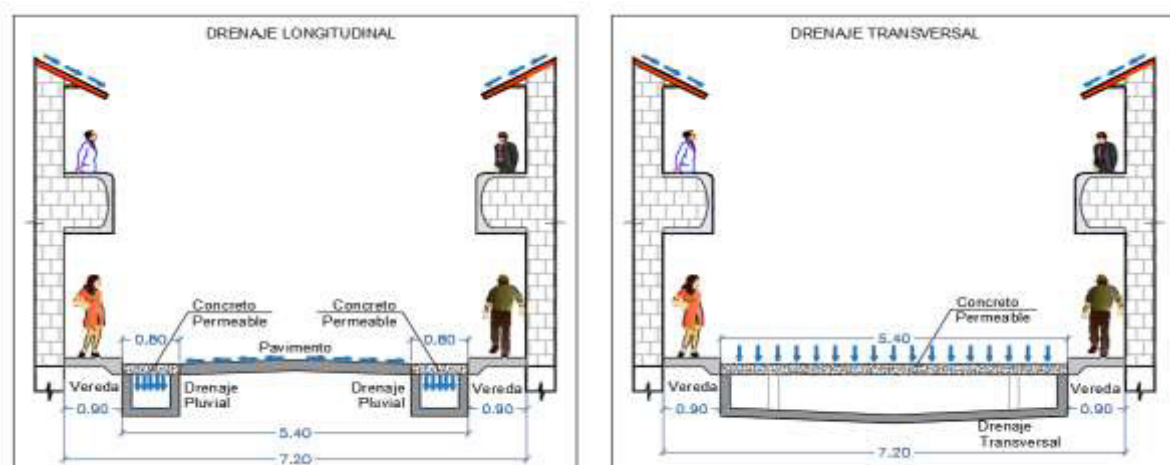 DRENAJE LONGITUDINAL
Concreto
Permeable
Concreto
Permeable
0.80
0.80
Pavimento
Vereda
Drenaje
Pluvial
Drenaje
Pluvial
Vereda
0.90
0.90
5.40
7.20
DRENAJE TRANSVERSAL
Concreto
Permeable
5.40
Vereda
Vereda
0.90
0.90
Drenaje
Transversal
7.20